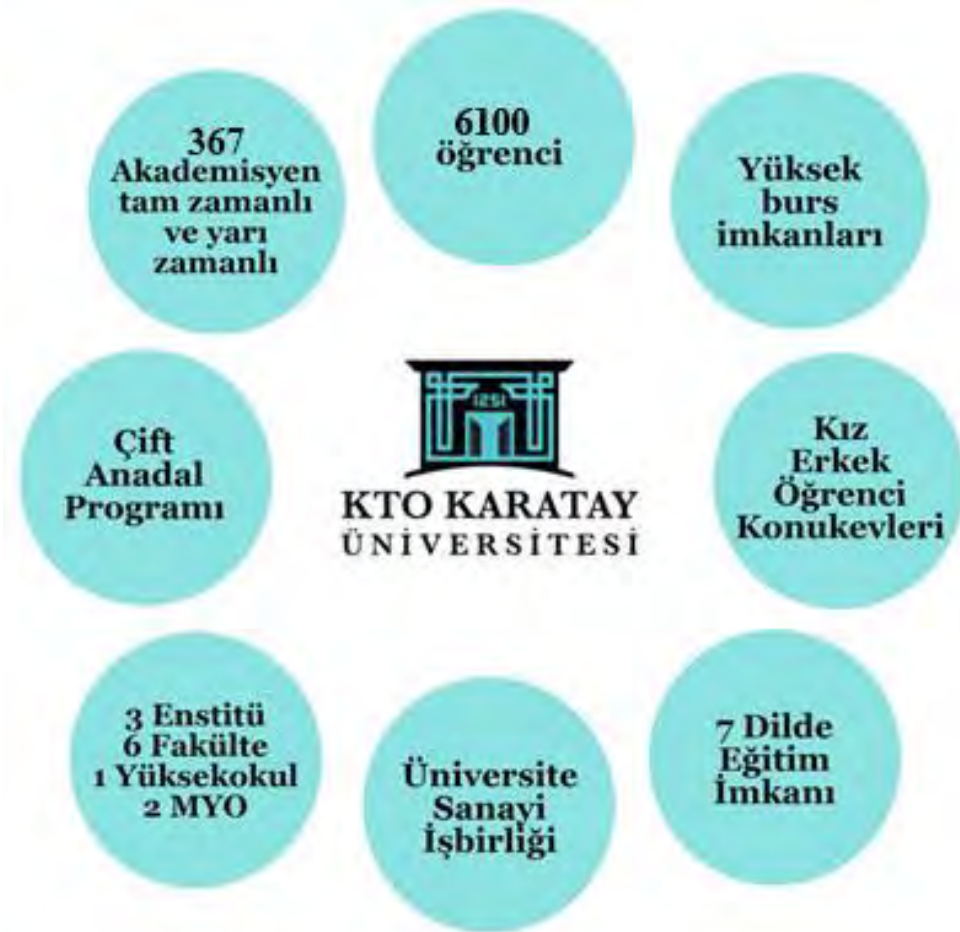 367
Akademisyen
tam zamanlı
ve yarı
zamanlı
6100
öğrenci
Yüksek
burs
imkanları
Çift
Anadal
Programı
1251
KTO KARATAY
ÜNİVERSİTESİ
Kız
Erkek
Öğrenci
Konukevleri
3 Enstitü
6 Fakülte
1 Yüksekokul
2 MYO
Üniversite
Sanayi
İşbirliği
7 Dilde
Eğitim
İmkanı